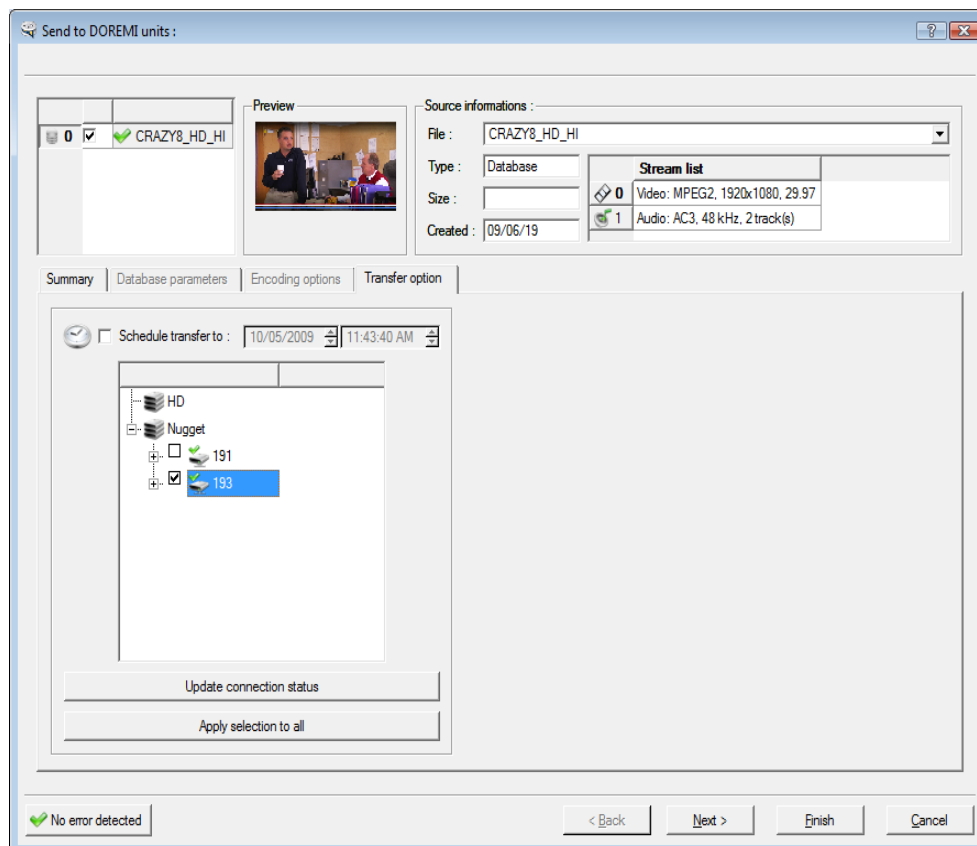 Send to DOREMI units :
?
Preview
Source informations :
0 CRAZY8_HD_HI
File : CRAZY8_HD_HI
Type : Database
Stream list
0 Video: MPEG2, 1920x1080, 29.97
Size :
1 Audio: AC3, 48 kHz, 2 track(s)
Created : 09/06/19
Summary Database parameters Encoding options Transfer option
Schedule transfer to : 10/05/2009 11:43:40 AM
HD
Nugget
191
193
Update connection status
Apply selection to all
No error detected < Back Next > Finish Cancel